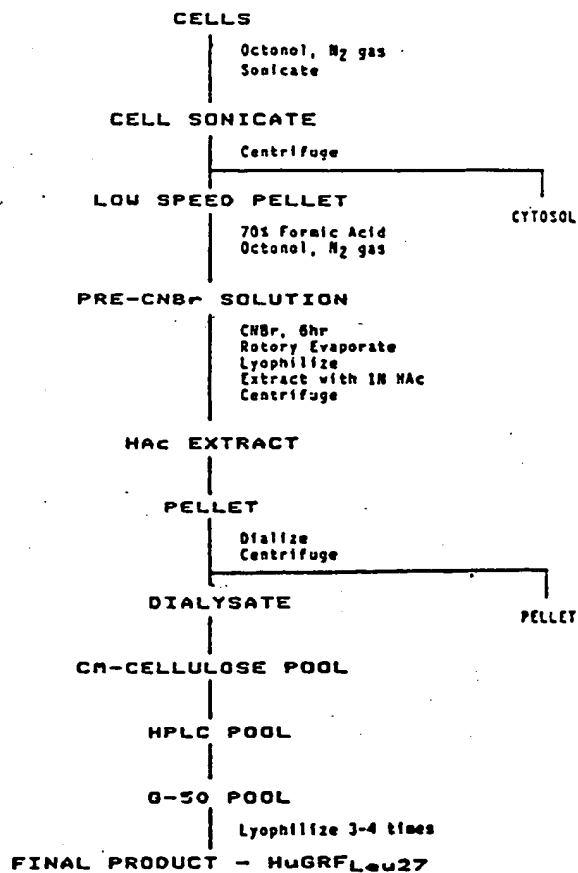 CELLS
Octonol, N2 gas
Sonicate
CELL SONICATE
Centrifuge
LOW SPEED PELLET
CYTOSOL
70% Formic Acid
Octonol, N2 gas
PRE-CNBr SOLUTION
CNBr, 6hr
Rotory Evaporate
Lyophilize
Extract with 1N HAc
Centrifuge
HAc EXTRACT
PELLET
Dialize
Centrifuge
DIALYSATE
PELLET
CM-CELLULOSE POOL
HPLC POOL
G-50 POOL
Lyophilize 3-4 times
FINAL PRODUCT - HuGRFLeu27